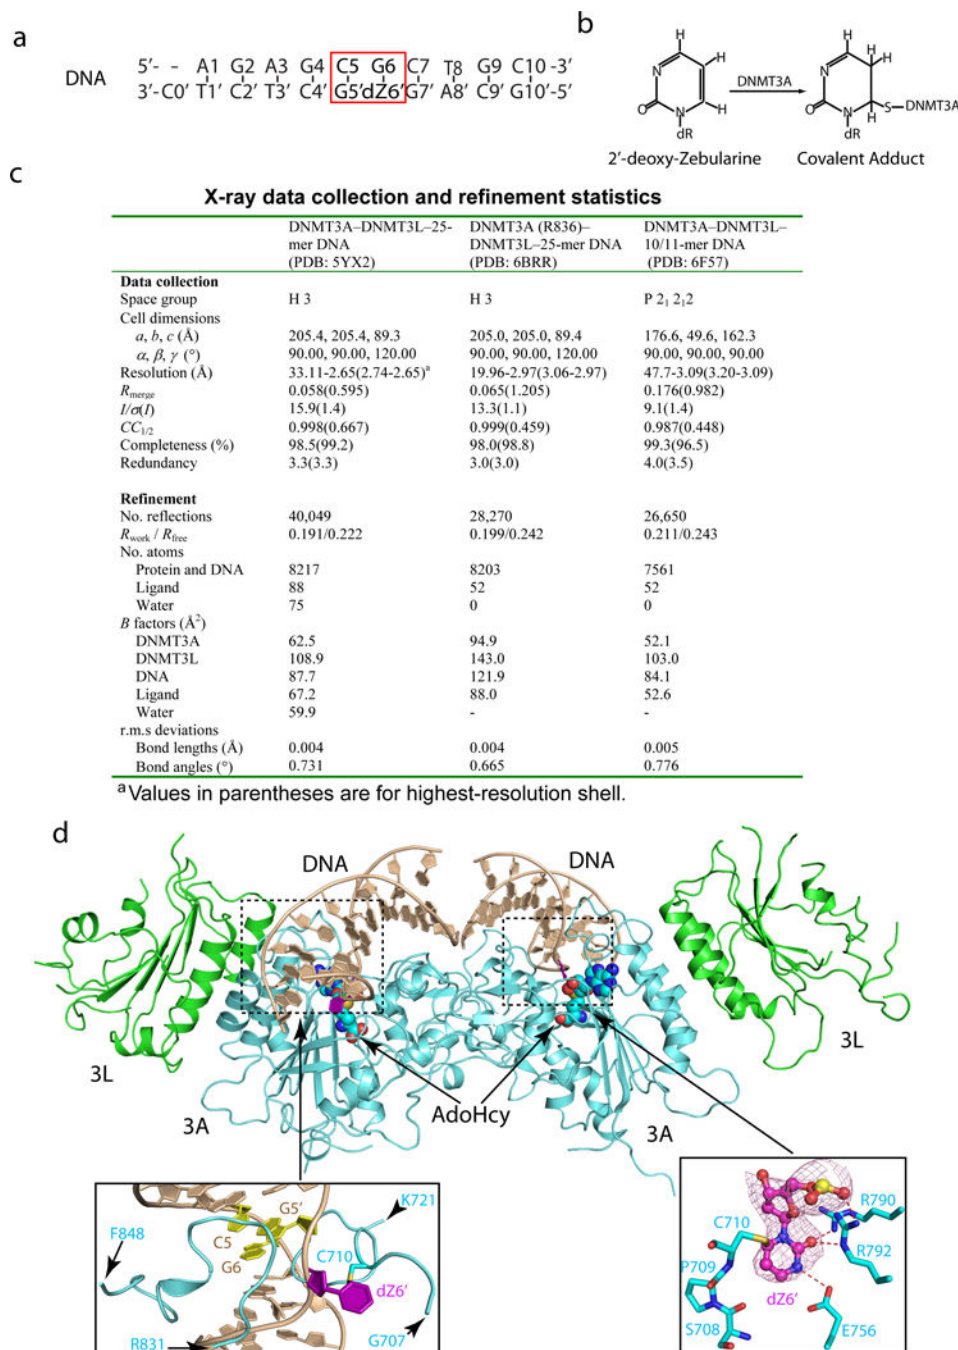 a
DNA
5′- - A1 G2 A3 G4 C5 G6 C7 T8 G9 C10 -3′
3′-C0′ T1′ C2′ T3′ C4′ G5′dZ6′G7′ A8′ C9′ G10′-5′
b
H H N H O N dR
2′-deoxy-Zebularine
DNMT3A
H H H N O N H S—DNMT3A dR
Covalent Adduct
c
X-ray data collection and refinement statistics
DNMT3A–DNMT3L–25-mer DNA (PDB: 5YX2) DNMT3A (R836)–DNMT3L–25-mer DNA (PDB: 6BRR) DNMT3A–DNMT3L–10/11-mer DNA (PDB: 6F57)
Data collection
Space group H 3 H 3 P 2₁ 2₁2
Cell dimensions
a, b, c (Å) 205.4, 205.4, 89.3 205.0, 205.0, 89.4 176.6, 49.6, 162.3
α, β, γ (°) 90.00, 90.00, 120.00 90.00, 90.00, 120.00 90.00, 90.00, 90.00
Resolution (Å) 33.11-2.65(2.74-2.65)ᵃ 19.96-2.97(3.06-2.97) 47.7-3.09(3.20-3.09)
Rmerge 0.058(0.595) 0.065(1.205) 0.176(0.982)
I/σ(I) 15.9(1.4) 13.3(1.1) 9.1(1.4)
CC1/2 0.998(0.667) 0.999(0.459) 0.987(0.448)
Completeness (%) 98.5(99.2) 98.0(98.8) 99.3(96.5)
Redundancy 3.3(3.3) 3.0(3.0) 4.0(3.5)
Refinement
No. reflections 40,049 28,270 26,650
Rwork / Rfree 0.191/0.222 0.199/0.242 0.211/0.243
No. atoms
Protein and DNA 8217 8203 7561
Ligand 88 52 52
Water 75 0 0
B factors (Å²)
DNMT3A 62.5 94.9 52.1
DNMT3L 108.9 143.0 103.0
DNA 87.7 121.9 84.1
Ligand 67.2 88.0 52.6
Water 59.9 - -
r.m.s deviations
Bond lengths (Å) 0.004 0.004 0.005
Bond angles (°) 0.731 0.665 0.776
ᵃ Values in parentheses are for highest-resolution shell.
d
DNA DNA
3L 3L
3A AdoHcy 3A
F848 C5 G5′ G6 C710 K721 dZ6′ R831 G707
C710 R790 P709 R792 dZ6′ S708 E756